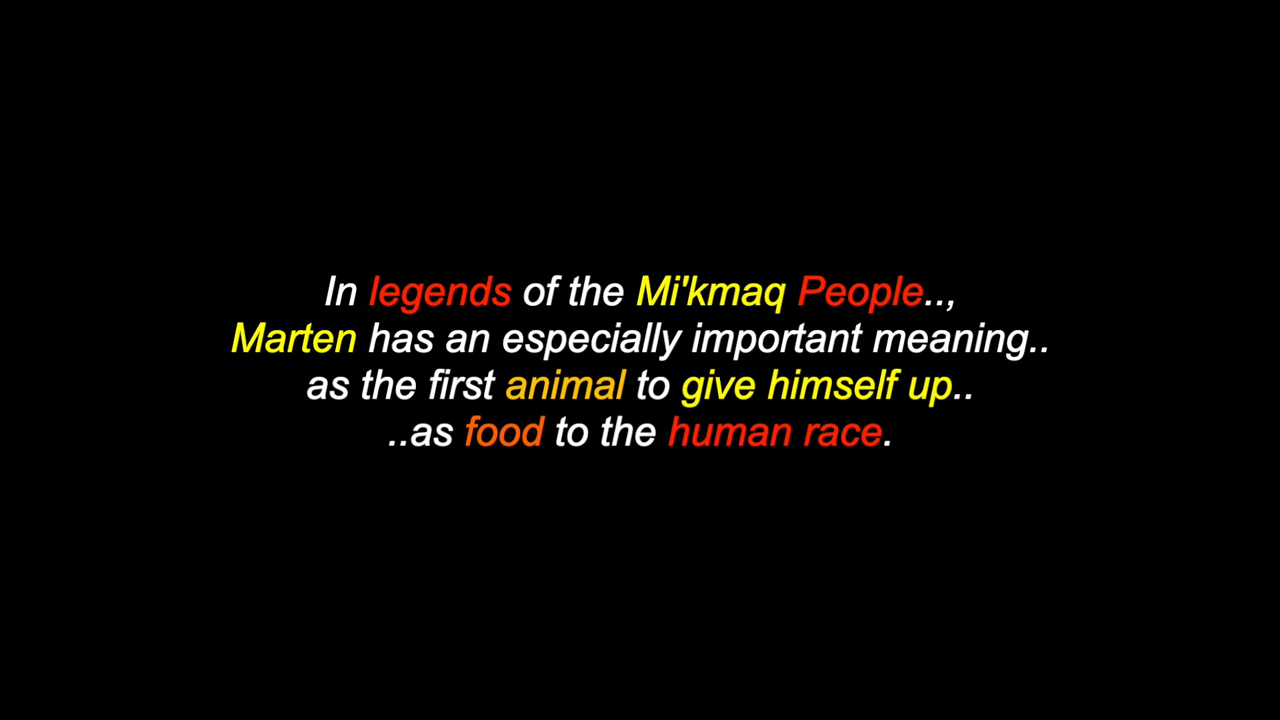 In legends of the Mi'kmaq People..,
Marten has an especially important meaning..
as the first animal to give himself up..
..as food to the human race.